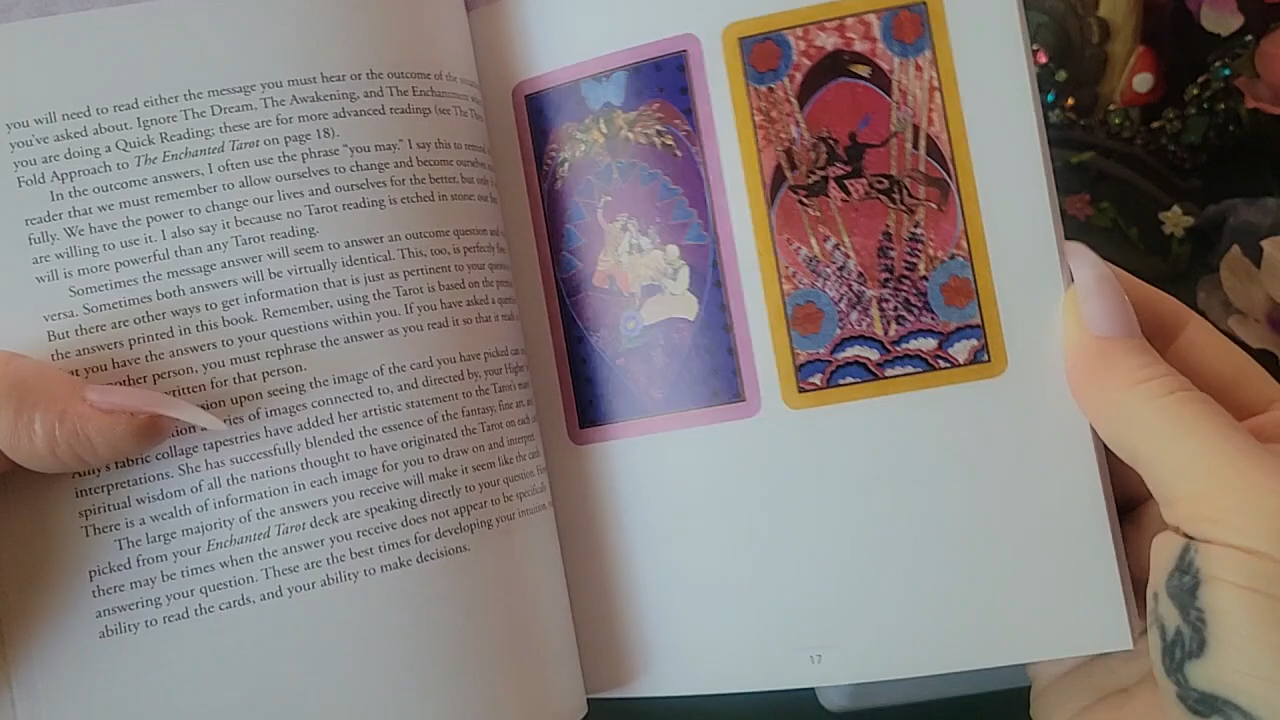 you will need to read either the message you must hear or the outcome of the
you've asked about. Ignore The Dream, The Awakening, and The Enchantment
you are doing a Quick Reading; these are for more advanced readings (see The
Fold Approach to The Enchanted Tarot on page 18).
In the outcome answers, I often use the phrase "you may." I say this to remind
reader that we must remember to allow ourselves to change and become ourselves,
fully. We have the power to change our lives and ourselves for the better, but only
are willing to use it. I also say it because no Tarot reading is etched in stone; our
will is more powerful than any Tarot reading.
Sometimes the message answer will seem to answer an outcome question and
versa. Sometimes both answers will be virtually identical. This, too, is perfectly
But there are other ways to get information that is just as pertinent to your
the answers printed in this book. Remember, using the Tarot is based on the
you have the answers to your questions within you. If you have asked a
other person, you must rephrase the answer as you read it so that it
written for that person.
upon seeing the image of the card you have picked
of images connected to, and directed by, your Higher
Amy's fabric collage tapestries have added her artistic statement to the Tarot's
interpretations. She has successfully blended the essence of the fantasy, fine art, and
spiritual wisdom of all the nations thought to have originated the Tarot on each
There is a wealth of information in each image for you to draw on and interpret.
The large majority of the answers you receive will make it seem like the cards
picked from your Enchanted Tarot deck are speaking directly to your question.
there may be times when the answer you receive does not appear to be specifically
answering your question. These are the best times for developing your intuition,
ability to read the cards, and your ability to make decisions.
17